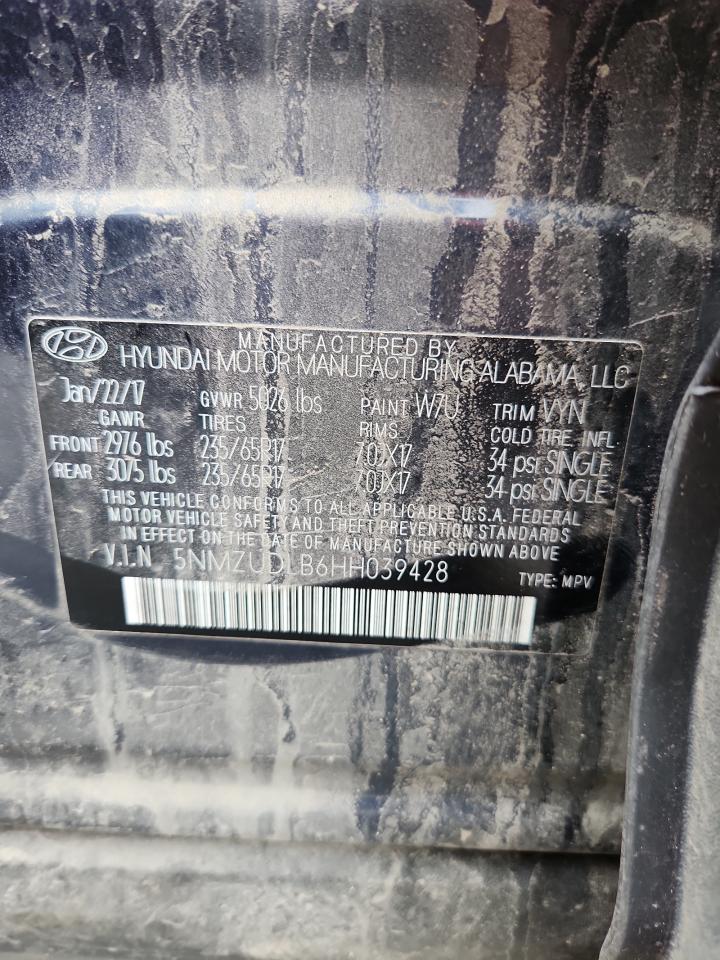 MANUFACTURED BY
HYUNDAI MOTOR MANUFACTURING ALABAMA, LLC
Jan/22/17 GVWR 5026 lbs PAINT W7U TRIM VYN
GAWR TIRES RIMS COLD TIRE. INFL.
FRONT 2976 lbs 235/65R17 7.0JX17 34 psi SINGLE
REAR 3075 lbs 235/65R17 7.0JX17 34 psi SINGLE
THIS VEHICLE CONFORMS TO ALL APPLICABLE U.S.A. FEDERAL
MOTOR VEHICLE SAFETY AND THEFT PREVENTION STANDARDS
IN EFFECT ON THE DATE OF MANUFACTURE SHOWN ABOVE
V.I.N 5NMZUDLB6HH039428 TYPE: MPV